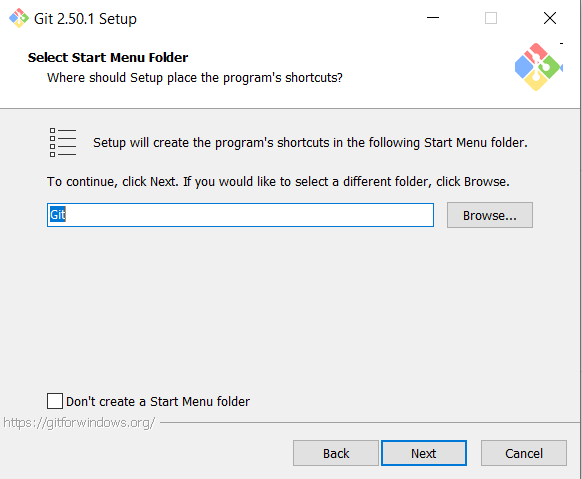 Git 2.50.1 Setup
Select Start Menu Folder
Where should Setup place the program's shortcuts?
Setup will create the program's shortcuts in the following Start Menu folder.
To continue, click Next. If you would like to select a different folder, click Browse.
Git
Browse...
Don't create a Start Menu folder
https://gitforwindows.org/
Back
Next
Cancel